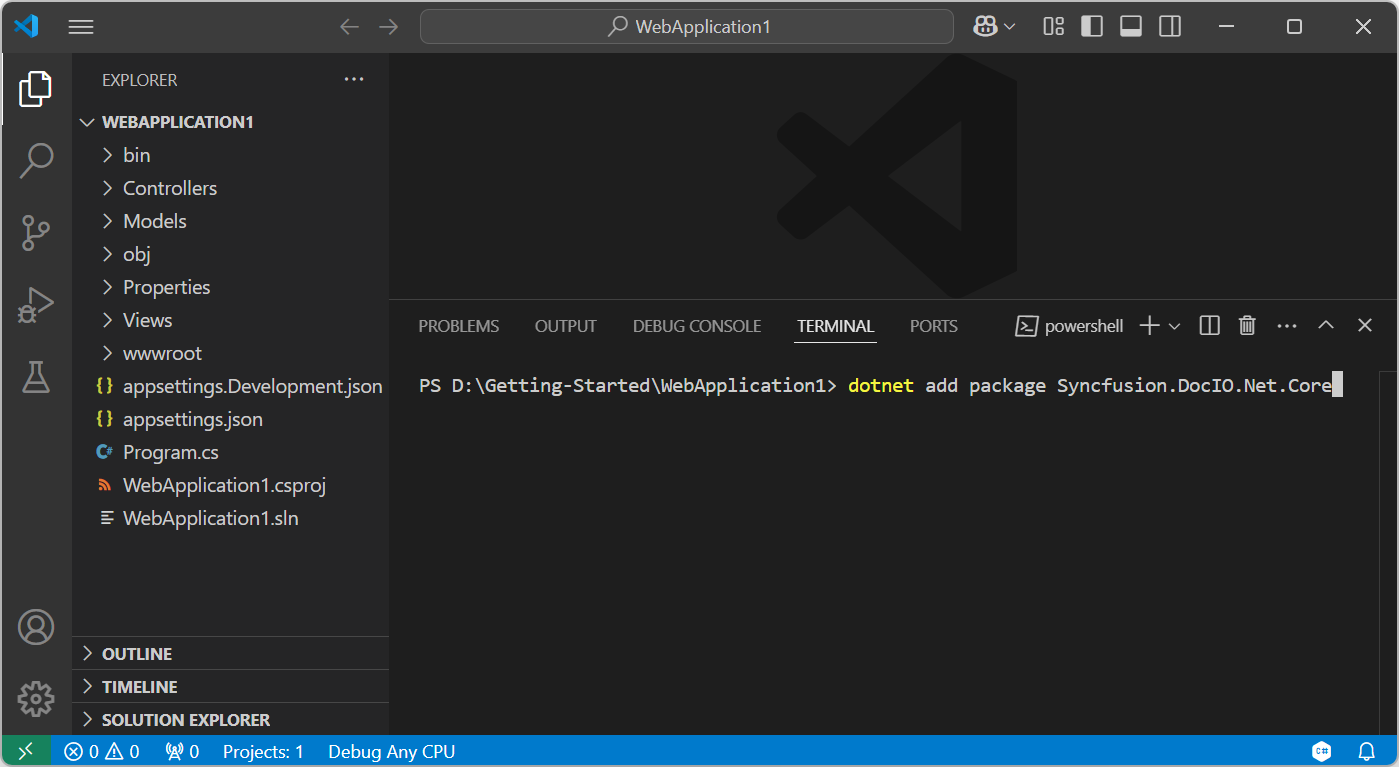 WebApplication1
EXPLORER
WEBAPPLICATION1
bin
Controllers
Models
obj
Properties
Views
wwwroot
{} appsettings.Development.json
{} appsettings.json
C# Program.cs
WebApplication1.csproj
WebApplication1.sln
OUTLINE
TIMELINE
SOLUTION EXPLORER
PROBLEMS OUTPUT DEBUG CONSOLE TERMINAL PORTS powershell
PS D:\Getting-Started\WebApplication1> dotnet add package Syncfusion.DocIO.Net.Core
0 0 0 Projects: 1 Debug Any CPU C#